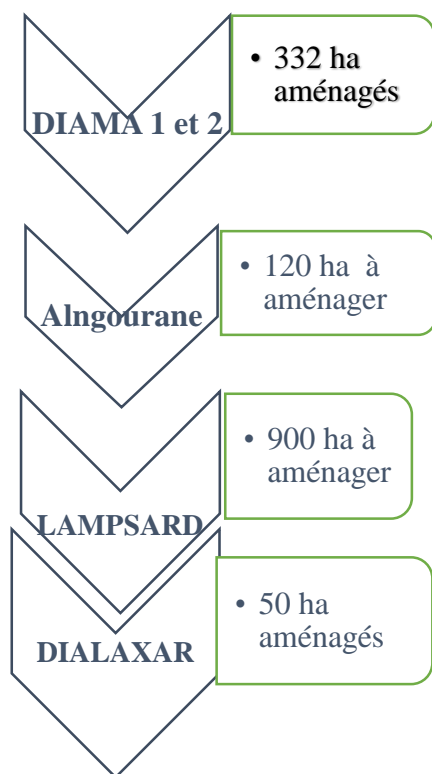 DIAMA 1 et 2
• 332 ha
aménagés
Alngourane
• 120 ha à
aménager
LAMPSARD
• 900 ha à
aménager
DIALAXAR
• 50 ha
aménagés